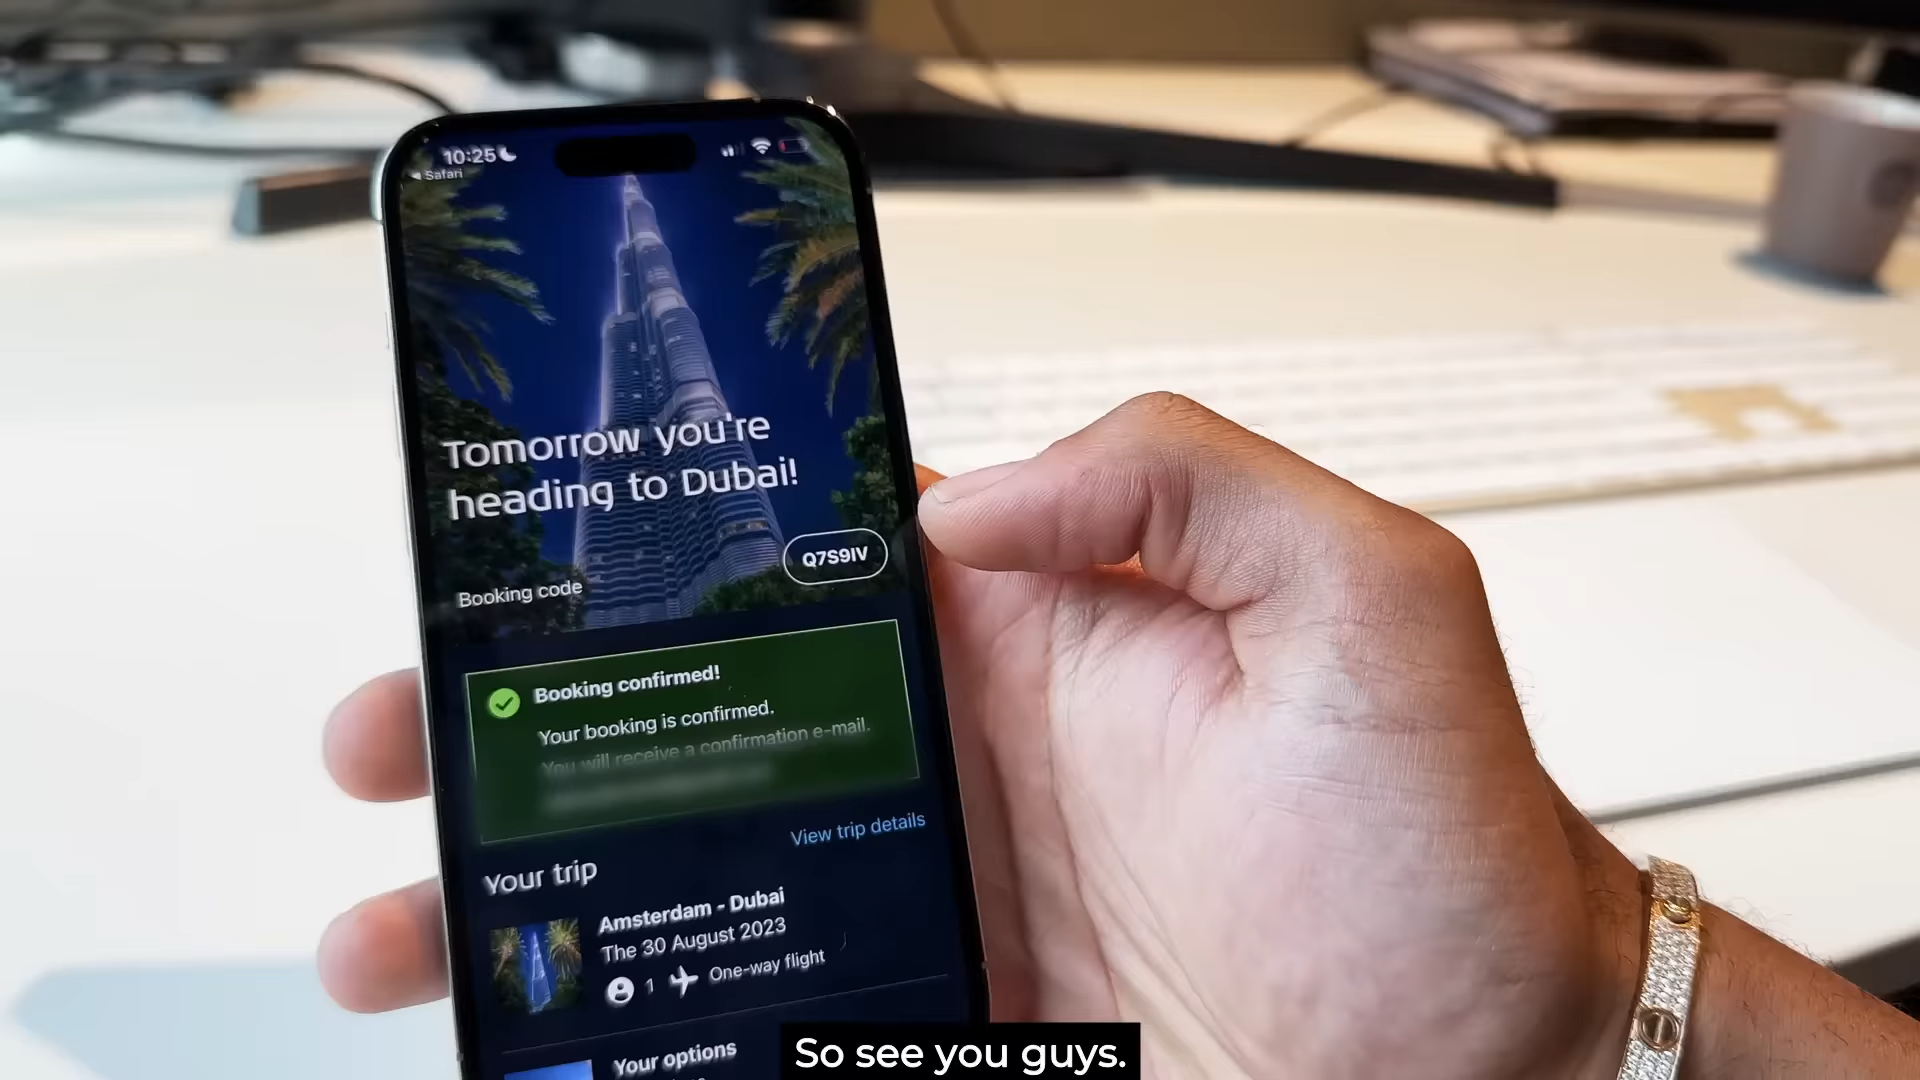 10:25
Safari
Tomorrow you're
heading to Dubai!
Q7S9IV
Booking code
Booking confirmed!
Your booking is confirmed.
You will receive a confirmation e-mail.
View trip details
Your trip
Amsterdam - Dubai
The 30 August 2023
1 One-way flight
Your options
So see you guys.